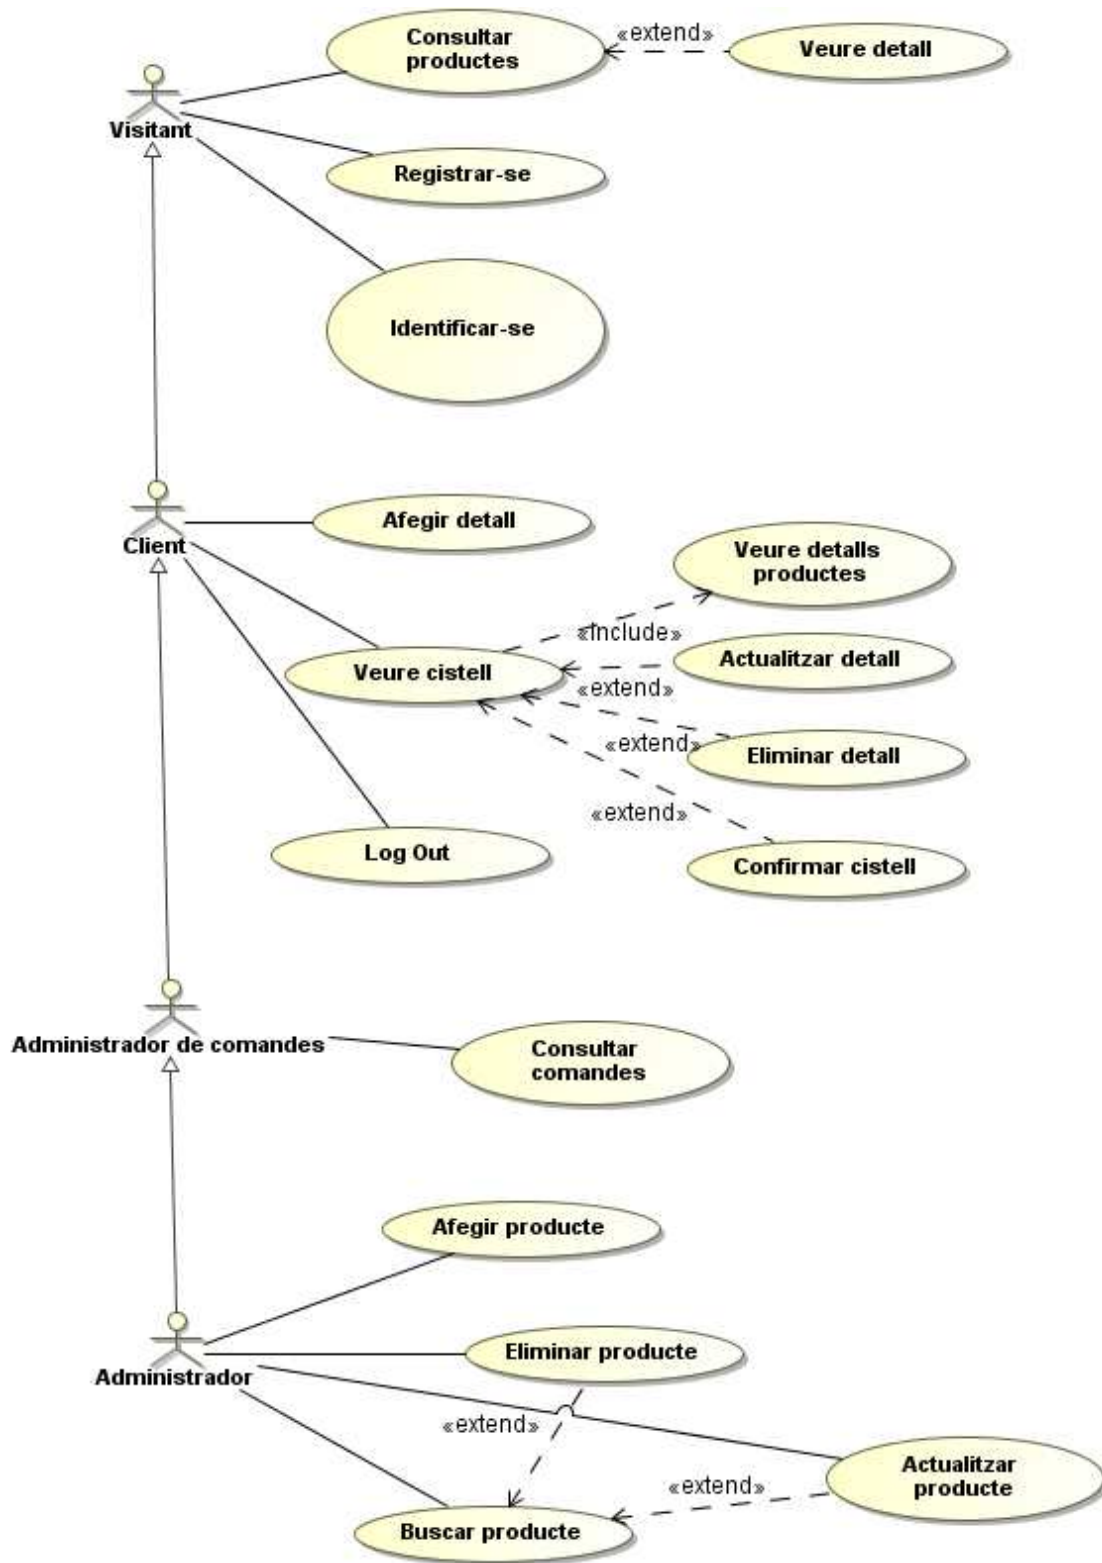 Consultar
productes
«extend»
Veure detall
Visitant
Registrar-se
Identificar-se
Client
Afegir detall
Veure detalls
productes
«include»
Veure cistell
Actualitzar detall
«extend»
«extend»
Eliminar detall
«extend»
Log Out
Confirmar cistell
Administrador de comandes
Consultar
comandes
Afegir producte
Administrador
Eliminar producte
«extend»
Actualitzar
producte
«extend»
Buscar producte